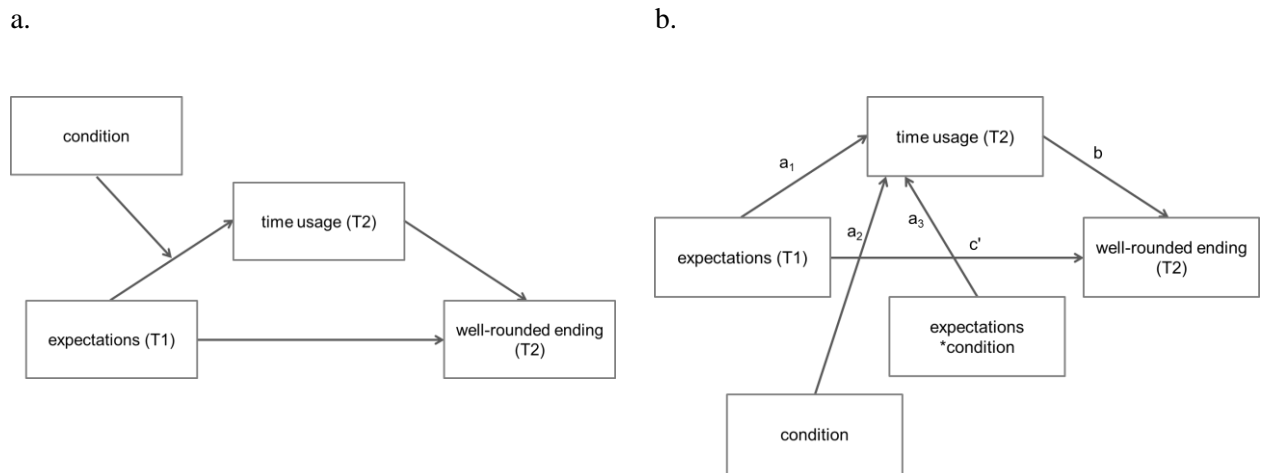 a.
condition
time usage (T2)
expectations (T1)
well-rounded ending
(T2)
b.
time usage (T2)
a₁
b
a₂
a₃
c'
expectations (T1)
well-rounded ending
(T2)
expectations
*condition
condition